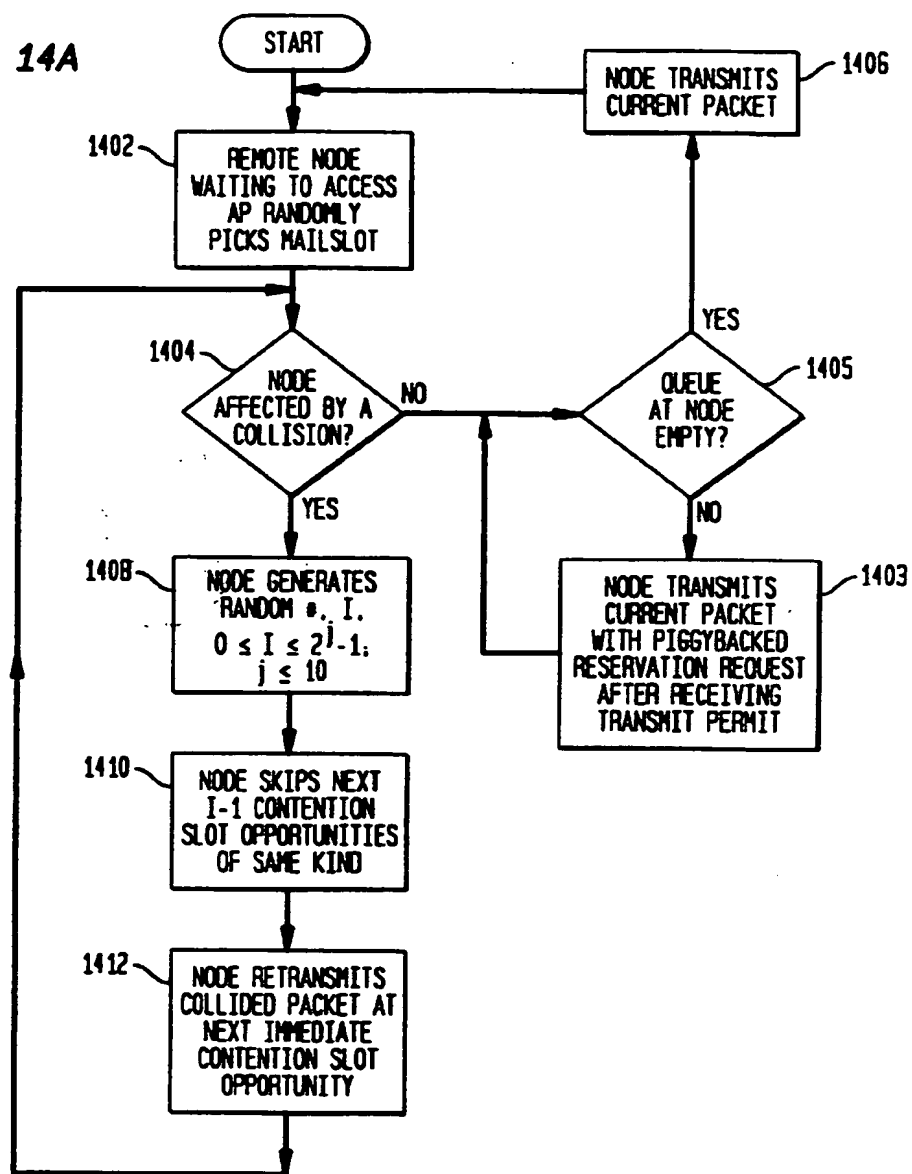 14A
START
1402
REMOTE NODE
WAITING TO ACCESS
AP RANDOMLY
PICKS MAILSLOT
1404
NODE
AFFECTED BY A
COLLISION?
NO
YES
1408
NODE GENERATES
RANDOM #, I,
0 ≤ I ≤ 2^j-1;
j ≤ 10
1410
NODE SKIPS NEXT
I-1 CONTENTION
SLOT OPPORTUNITIES
OF SAME KIND
1412
NODE RETRANSMITS
COLLIDED PACKET AT
NEXT IMMEDIATE
CONTENTION SLOT
OPPORTUNITY
1406
NODE TRANSMITS
CURRENT PACKET
YES
1405
QUEUE
AT NODE
EMPTY?
NO
1403
NODE TRANSMITS
CURRENT PACKET
WITH PIGGYBACKED
RESERVATION REQUEST
AFTER RECEIVING
TRANSMIT PERMIT